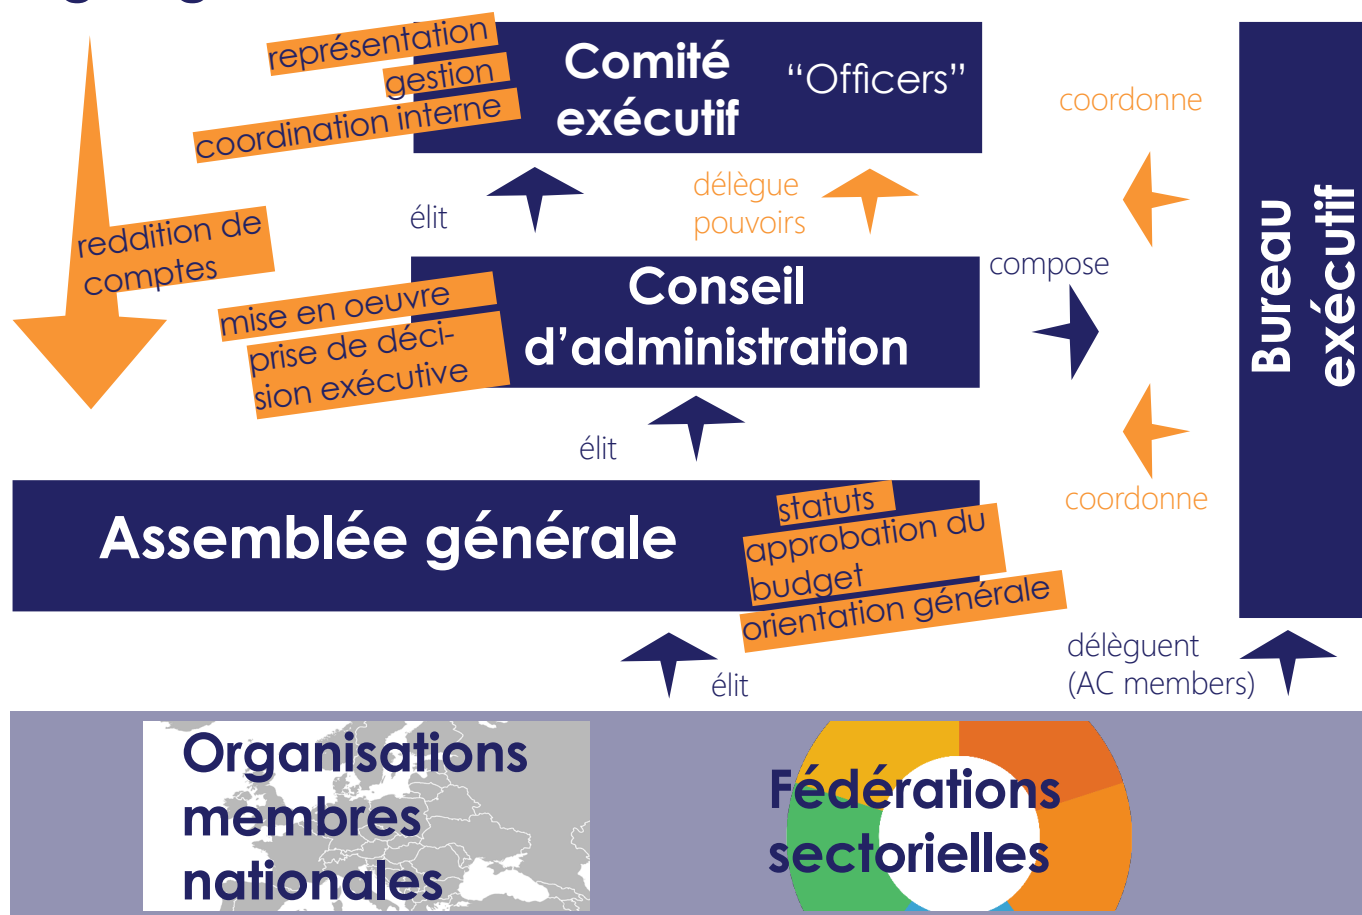 représentation
gestion
coordination interne
Comité
exécutif
“Officers”
coordonne
élit
délègue
pouvoirs
reddition de
comptes
compose
Bureau
exécutif
mise en oeuvre
prise de déci-
sion exécutive
Conseil
d’administration
élit
coordonne
Assemblée générale
statuts
approbation du
budget
orientation générale
élit
délèguent
(AC members)
Organisations
membres
nationales
Fédérations
sectorielles